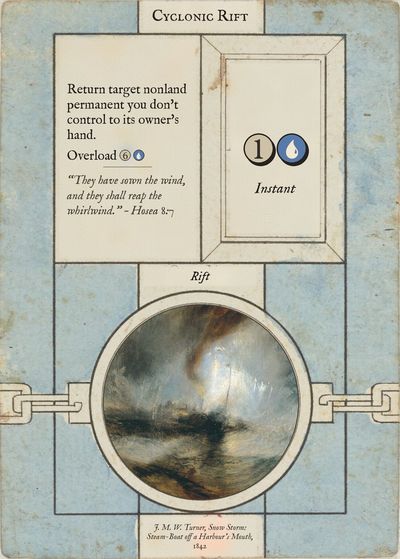 Cyclonic Rift
Return target nonland
permanent you don't
control to its owner's
hand.
Overload 6
"They have sown the wind,
and they shall reap the
whirlwind." - Hosea 8:7
1
Instant
Rift
J. M. W. Turner, Snow Storm:
Steam-Boat off a Harbour's Mouth,
1842